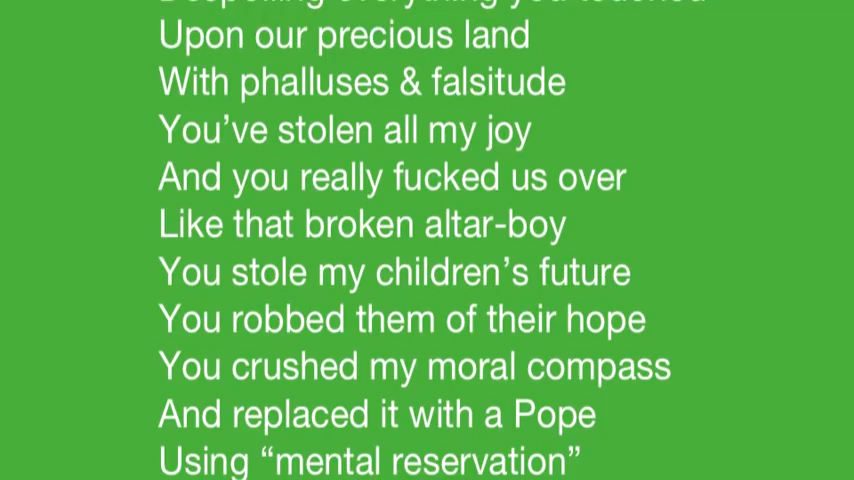 Upon our precious land
With phalluses & falsitude
You’ve stolen all my joy
And you really fucked us over
Like that broken altar-boy
You stole my children’s future
You robbed them of their hope
You crushed my moral compass
And replaced it with a Pope
Using “mental reservation”